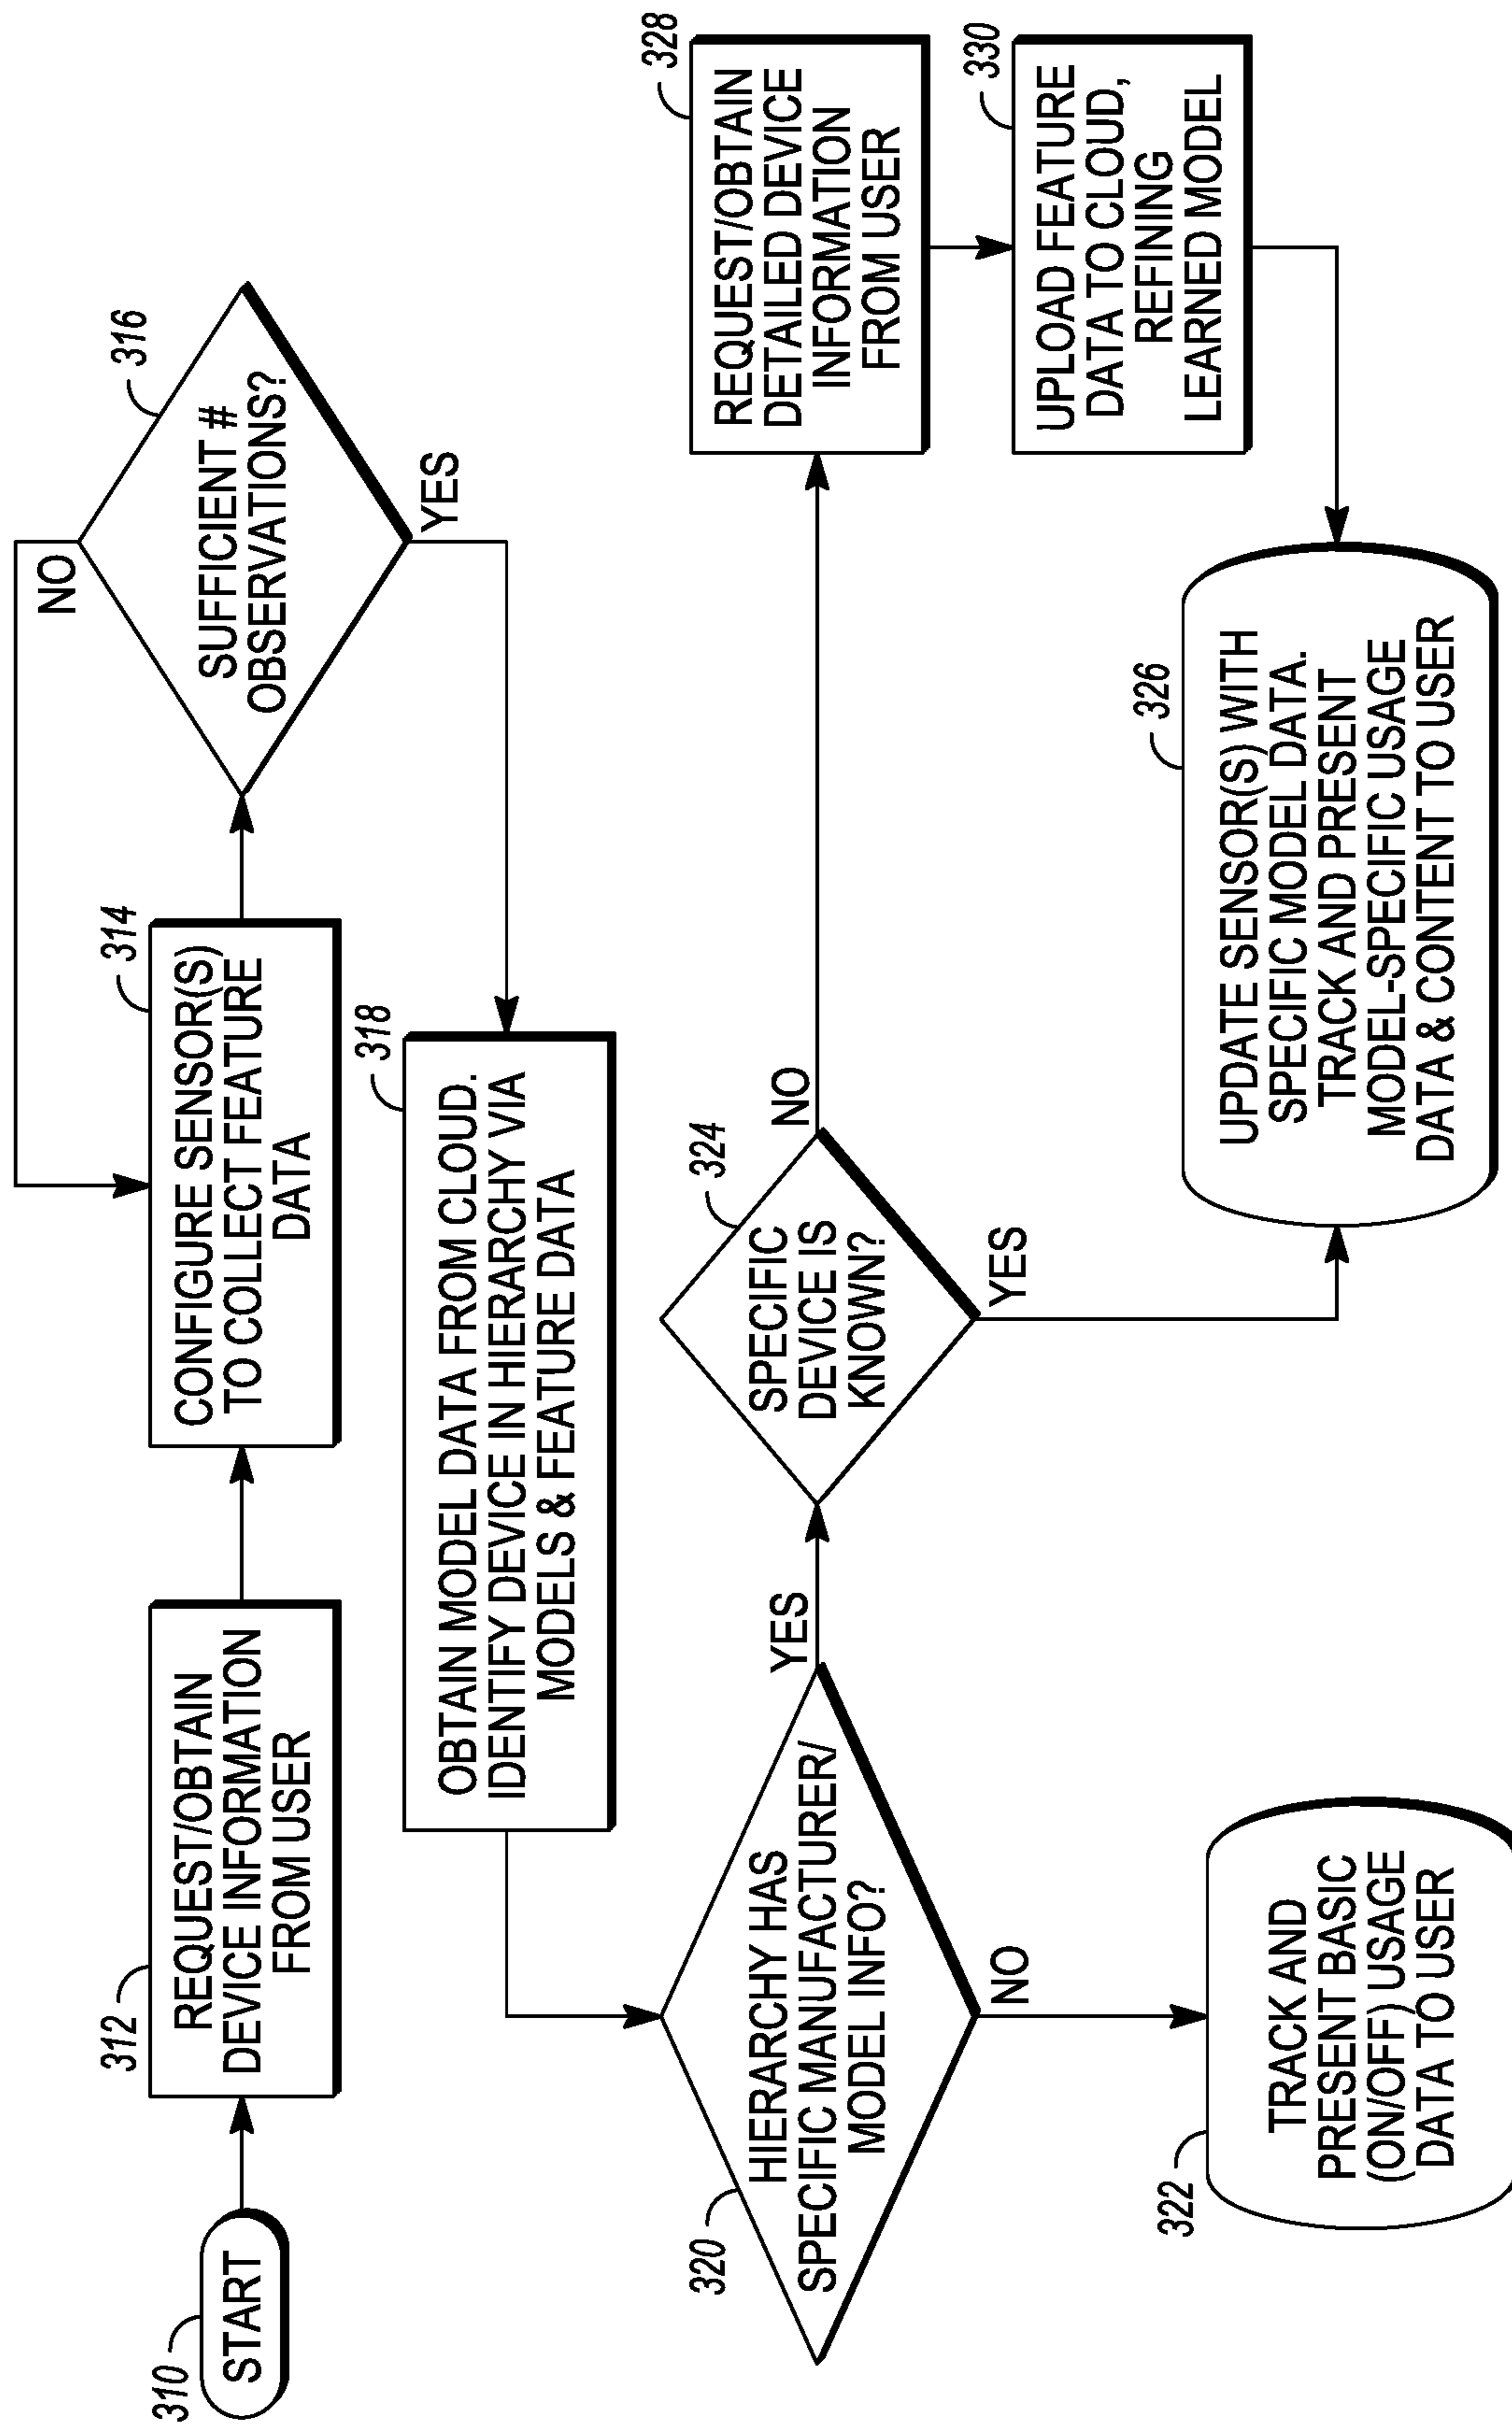 310
START
312
REQUEST/OBTAIN
DEVICE INFORMATION
FROM USER
314
CONFIGURE SENSOR(S)
TO COLLECT FEATURE
DATA
316
SUFFICIENT #
OBSERVATIONS?
NO
YES
318
OBTAIN MODEL DATA FROM CLOUD.
IDENTIFY DEVICE IN HIERARCHY VIA
MODELS & FEATURE DATA
320
HIERARCHY HAS
SPECIFIC MANUFACTURER/
MODEL INFO?
YES
NO
322
TRACK AND
PRESENT BASIC
(ON/OFF) USAGE
DATA TO USER
324
SPECIFIC
DEVICE IS
KNOWN?
NO
YES
326
UPDATE SENSOR(S) WITH
SPECIFIC MODEL DATA.
TRACK AND PRESENT
MODEL-SPECIFIC USAGE
DATA & CONTENT TO USER
328
REQUEST/OBTAIN
DETAILED DEVICE
INFORMATION
FROM USER
330
UPLOAD FEATURE
DATA TO CLOUD,
REFINING
LEARNED MODEL